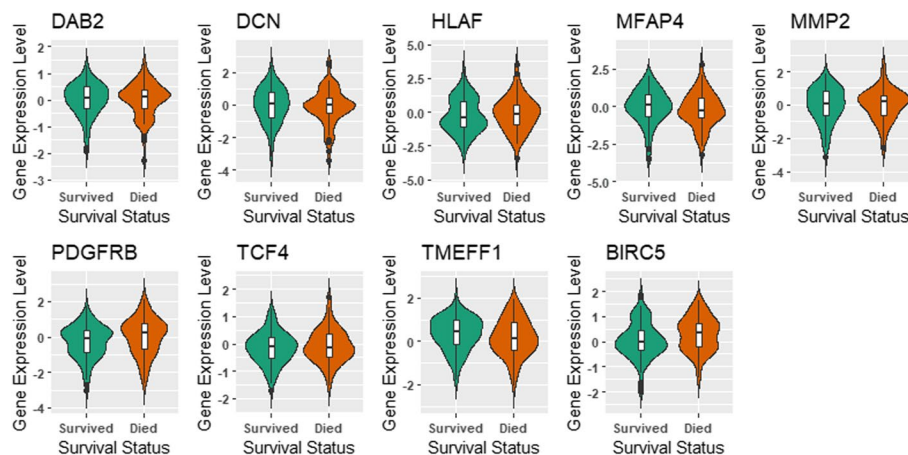 DAB2
DCN
HLAF
MFAP4
MMP2
Gene Expression Level
2
1
0
-1
-2
-3
Survived Died
Survival Status
Gene Expression Level
2
0
-2
-4
Survived Died
Survival Status
Gene Expression Level
5.0
2.5
0.0
-2.5
-5.0
Survived Died
Survival Status
Gene Expression Level
2.5
0.0
-2.5
-5.0
Survived Died
Survival Status
Gene Expression Level
2
0
-2
-4
Survived Died
Survival Status
PDGFRB
TCF4
TMEFF1
BIRC5
Gene Expression Level
2
0
-2
-4
Survived Died
Survival Status
Gene Expression Level
2
1
0
-1
-2
Survived Died
Survival Status
Gene Expression Level
2
0
-2
Survived Died
Survival Status
Gene Expression Level
2
1
0
-1
-2
Survived Died
Survival Status